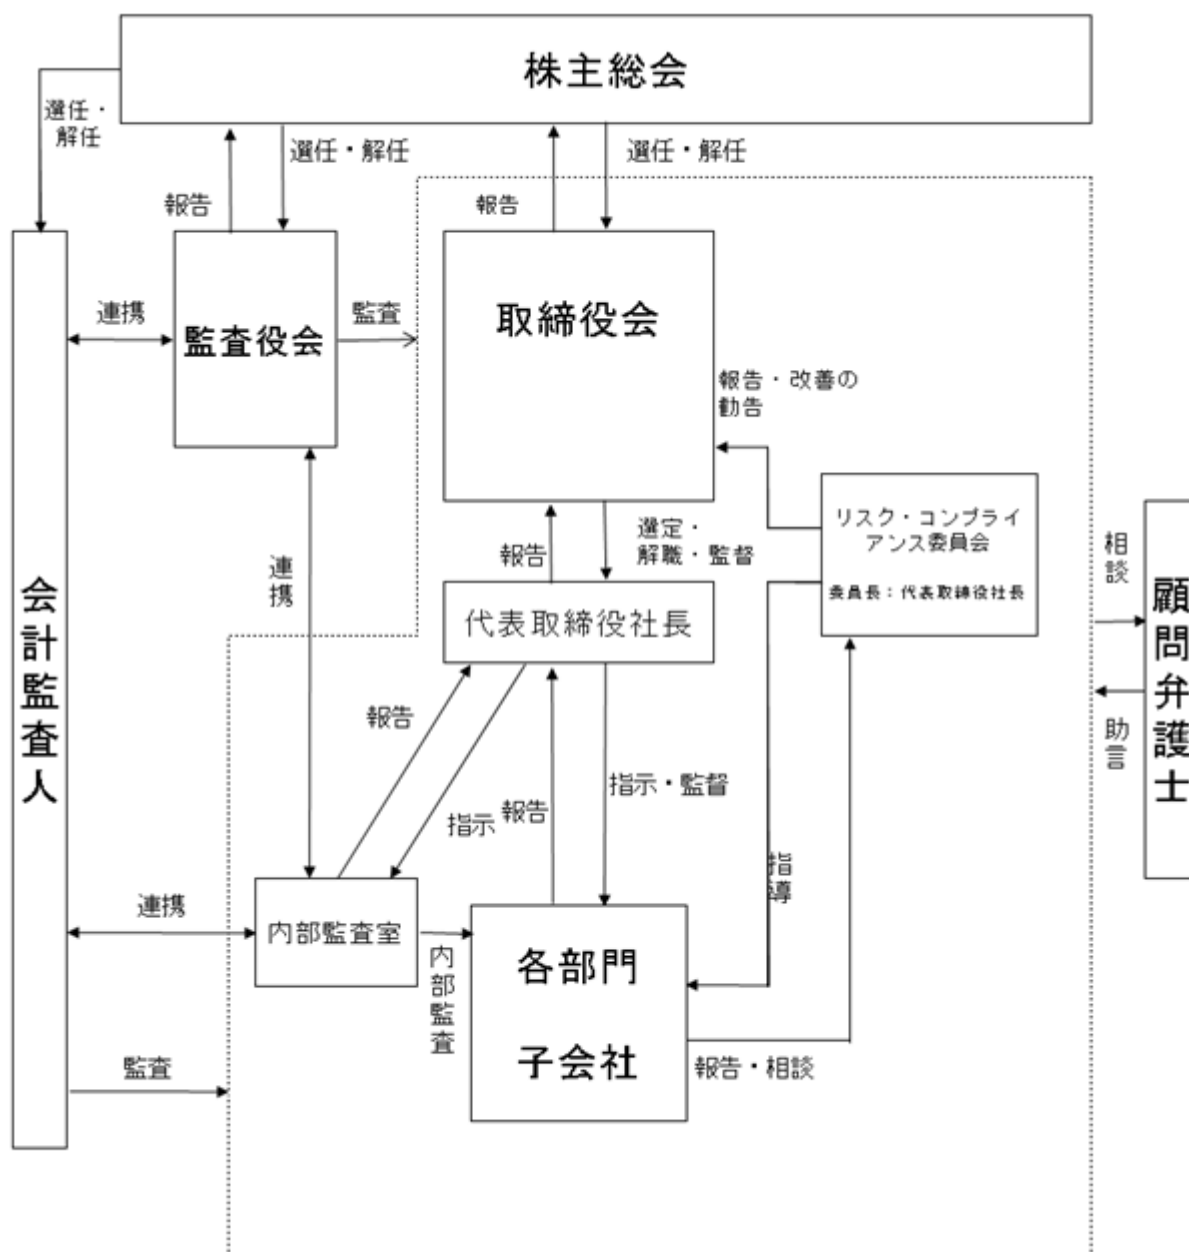 株主総会
選任・
解任
報告
選任・解任
報告
選任・解任
連携
監査役会
監査
取締役会
報告・改善の
勧告
リスク・コンプライ
アンス委員会
委員長：代表取締役社長
連携
報告
選定・
解職・監督
代表取締役社長
相談
顧問弁護士
助言
会計監査人
報告
指示
報告
指示・監督
指導
連携
内部監査室
内部監査
各部門
子会社
監査
報告・相談